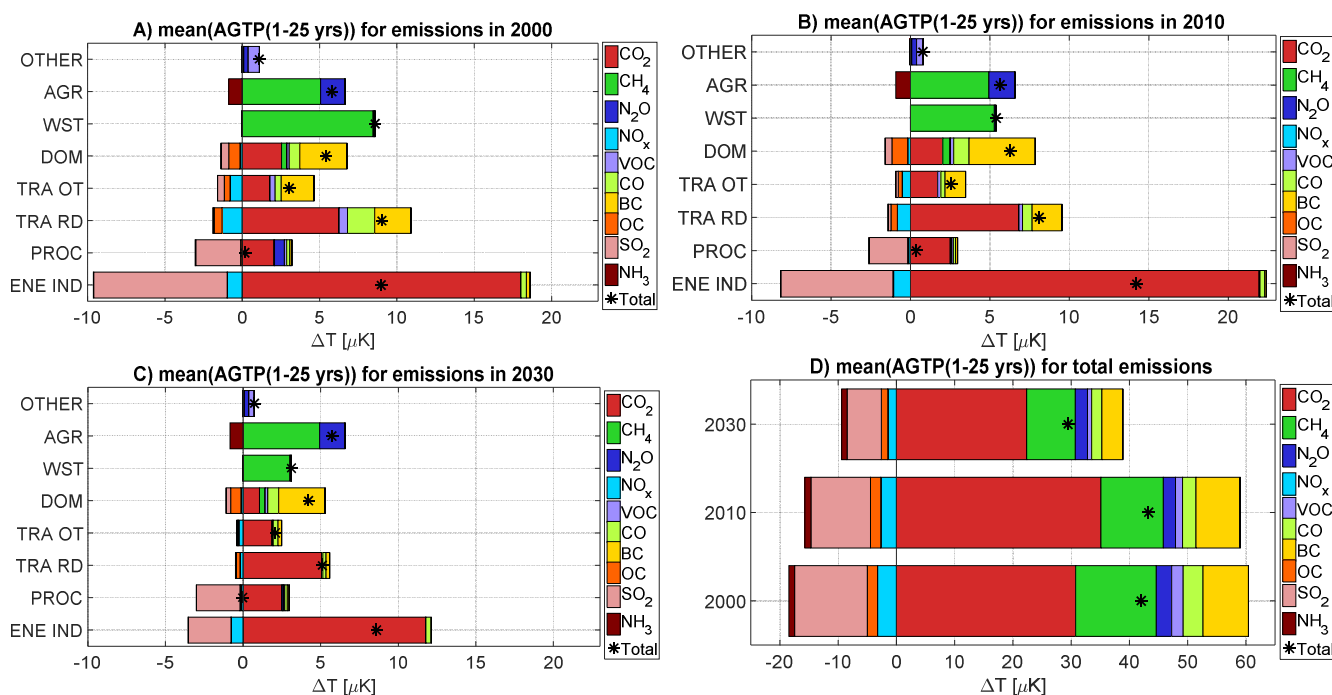 A) mean(AGTP(1-25 yrs)) for emissions in 2000
OTHER
AGR
WST
DOM
TRA OT
TRA RD
PROC
ENE IND
-10 -5 0 5 10 15 20
ΔT [μK]
CO2
CH4
N2O
NOx
VOC
CO
BC
OC
SO2
NH3
Total
B) mean(AGTP(1-25 yrs)) for emissions in 2010
OTHER
AGR
WST
DOM
TRA OT
TRA RD
PROC
ENE IND
-10 -5 0 5 10 15 20
ΔT [μK]
CO2
CH4
N2O
NOx
VOC
CO
BC
OC
SO2
NH3
Total
C) mean(AGTP(1-25 yrs)) for emissions in 2030
OTHER
AGR
WST
DOM
TRA OT
TRA RD
PROC
ENE IND
-10 -5 0 5 10 15 20
ΔT [μK]
CO2
CH4
N2O
NOx
VOC
CO
BC
OC
SO2
NH3
Total
D) mean(AGTP(1-25 yrs)) for total emissions
2030
2010
2000
-20 -10 0 10 20 30 40 50 60
ΔT [μK]
CO2
CH4
N2O
NOx
VOC
CO
BC
OC
SO2
NH3
Total